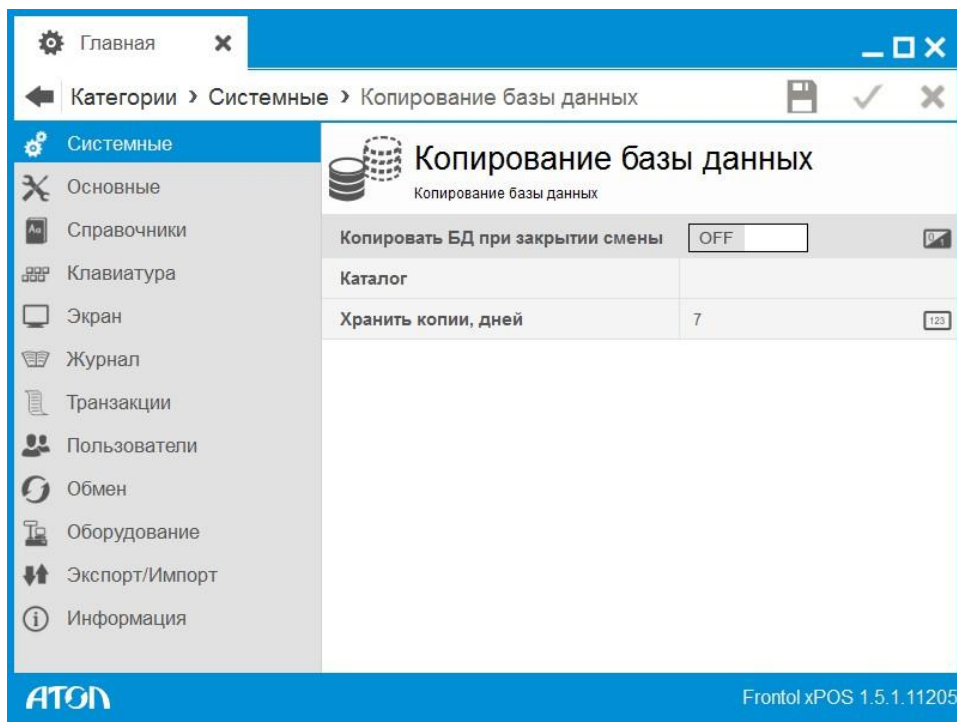 Главная
Категории › Системные › Копирование базы данных
Системные
Основные
Справочники
Клавиатура
Экран
Журнал
Транзакции
Пользователи
Обмен
Оборудование
Экспорт/Импорт
Информация
Копирование базы данных
Копирование базы данных
Копировать БД при закрытии смены OFF
Каталог
Хранить копии, дней 7 123
АТОЛ Frontol xPOS 1.5.1.11205